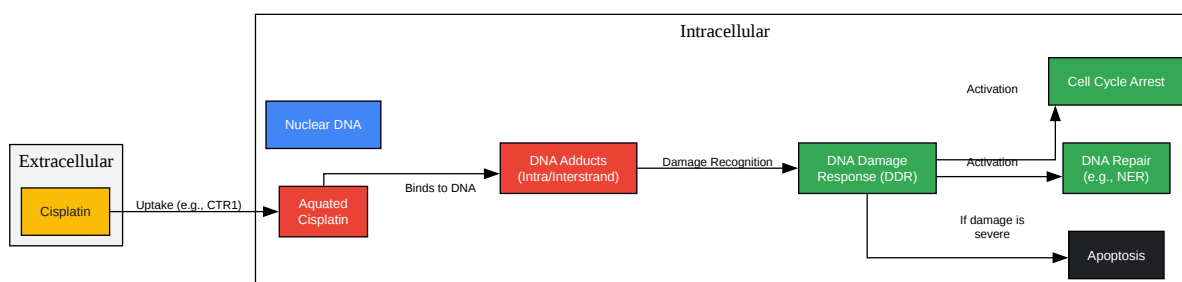 Intracellular
Extracellular
Cisplatin
Uptake (e.g., CTR1)
Nuclear DNA
Aquated
Cisplatin
Binds to DNA
DNA Adducts
(Intra/Interstrand)
Damage Recognition
DNA Damage
Response (DDR)
Activation
Cell Cycle Arrest
Activation
DNA Repair
(e.g., NER)
If damage is
severe
Apoptosis